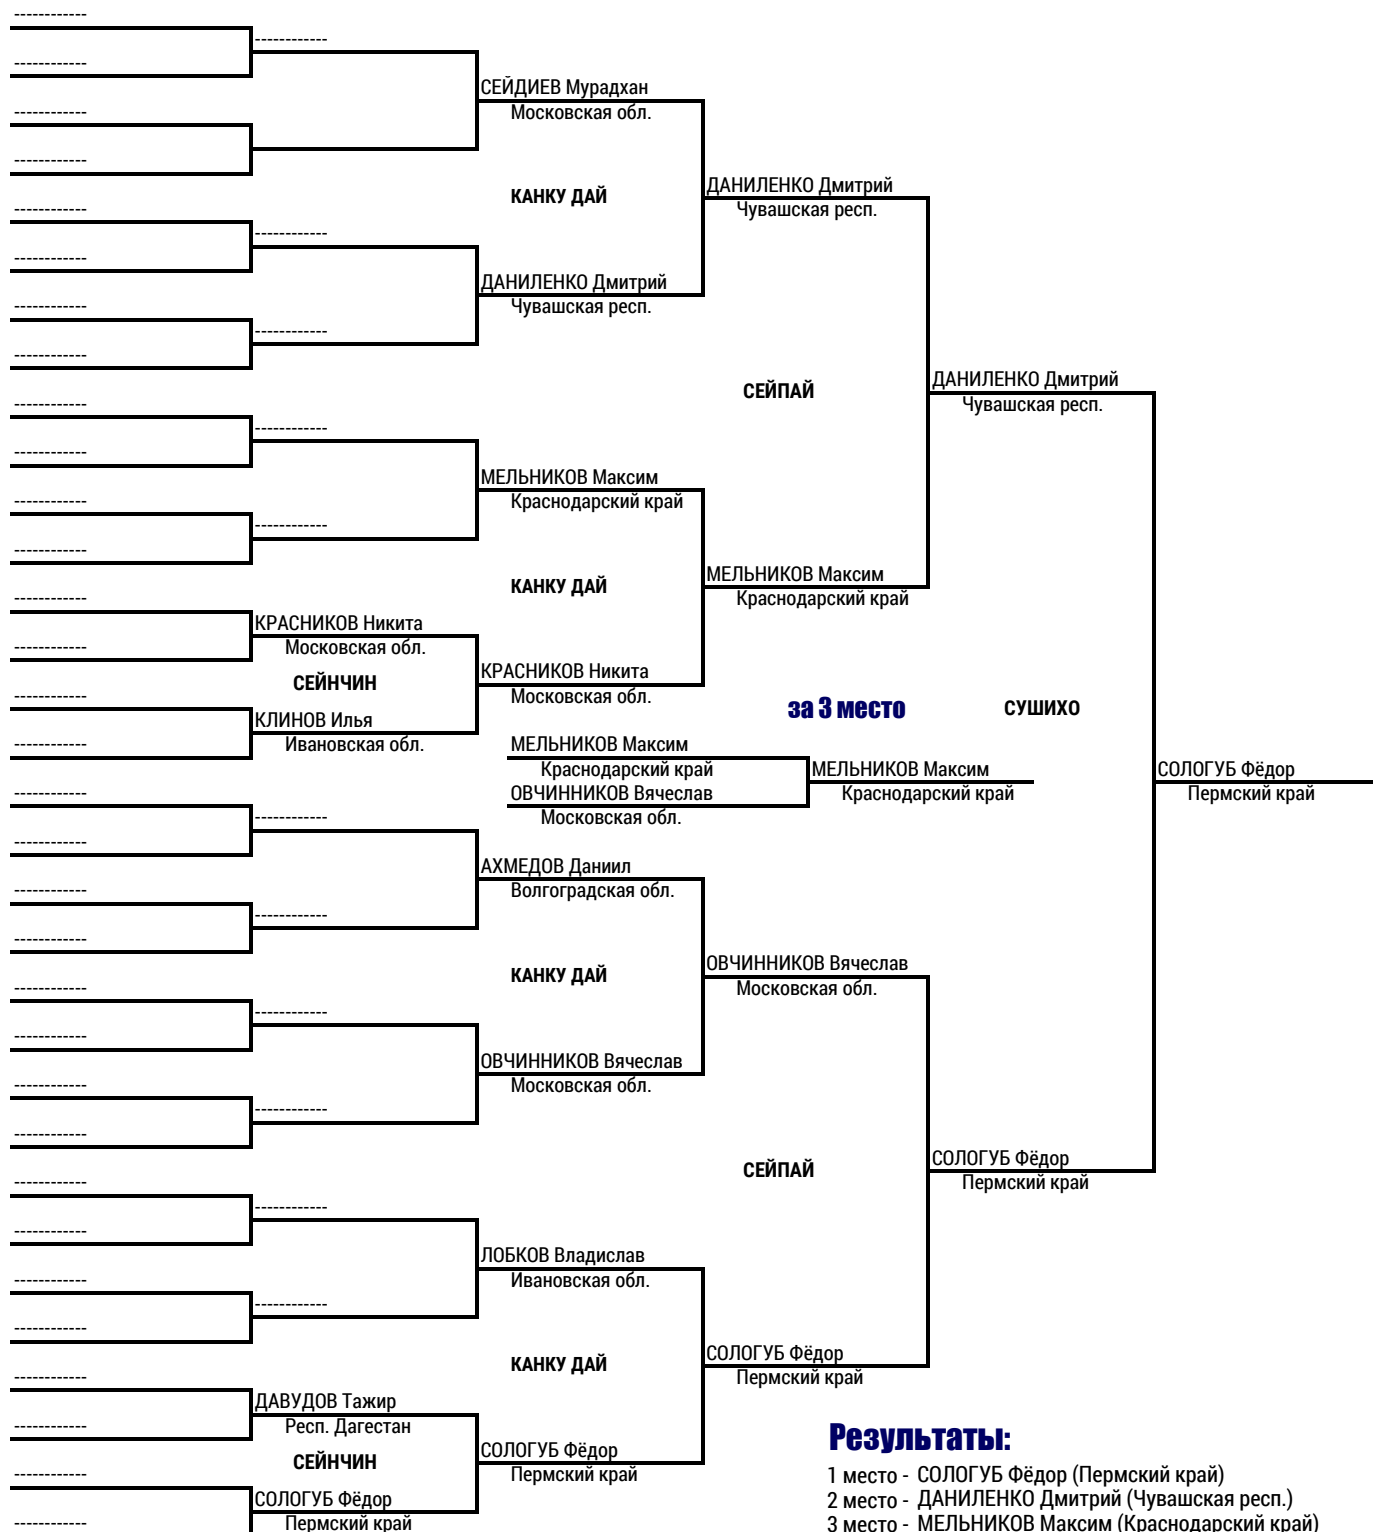 ------------
------------
------------
------------
------------
СЕЙДИЕВ Мурадхан
Московская обл.
КАНКУ ДАЙ
ДАНИЛЕНКО Дмитрий
Чувашская респ.
------------
------------
------------
------------
------------
------------
ДАНИЛЕНКО Дмитрий
Чувашская респ.
СЕЙПАЙ
ДАНИЛЕНКО Дмитрий
Чувашская респ.
------------
------------
------------
------------
------------
------------
МЕЛЬНИКОВ Максим
Краснодарский край
КАНКУ ДАЙ
МЕЛЬНИКОВ Максим
Краснодарский край
------------
------------
------------
------------
КРАСНИКОВ Никита
Московская обл.
СЕЙНЧИН
КЛИНОВ Илья
Ивановская обл.
КРАСНИКОВ Никита
Московская обл.
за 3 место
СУШИХО
МЕЛЬНИКОВ Максим
Краснодарский край
ОВЧИННИКОВ Вячеслав
Московская обл.
МЕЛЬНИКОВ Максим
Краснодарский край
СОЛОГУБ Фёдор
Пермский край
------------
------------
------------
------------
------------
------------
АХМЕДОВ Даниил
Волгоградская обл.
КАНКУ ДАЙ
ОВЧИННИКОВ Вячеслав
Московская обл.
------------
------------
------------
------------
------------
------------
ОВЧИННИКОВ Вячеслав
Московская обл.
СЕЙПАЙ
СОЛОГУБ Фёдор
Пермский край
------------
------------
------------
------------
------------
------------
ЛОБКОВ Владислав
Ивановская обл.
КАНКУ ДАЙ
СОЛОГУБ Фёдор
Пермский край
------------
------------
------------
------------
ДАВУДОВ Тажир
Респ. Дагестан
СЕЙНЧИН
СОЛОГУБ Фёдор
Пермский край
СОЛОГУБ Фёдор
Пермский край
Результаты:
1 место - СОЛОГУБ Фёдор (Пермский край)
2 место - ДАНИЛЕНКО Дмитрий (Чувашская респ.)
3 место - МЕЛЬНИКОВ Максим (Краснодарский край)